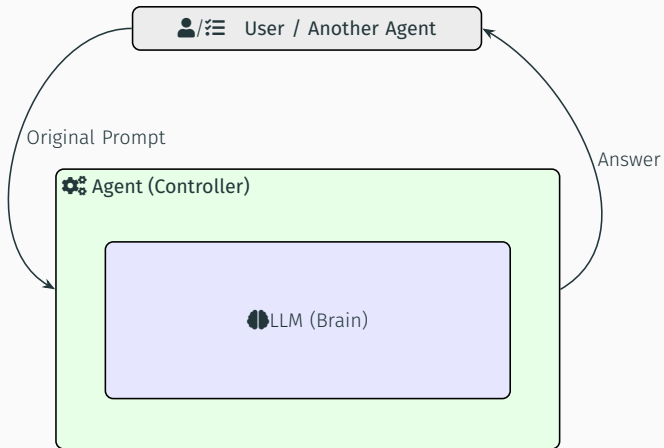 / User / Another Agent
Original Prompt
Answer
Agent (Controller)
LLM (Brain)